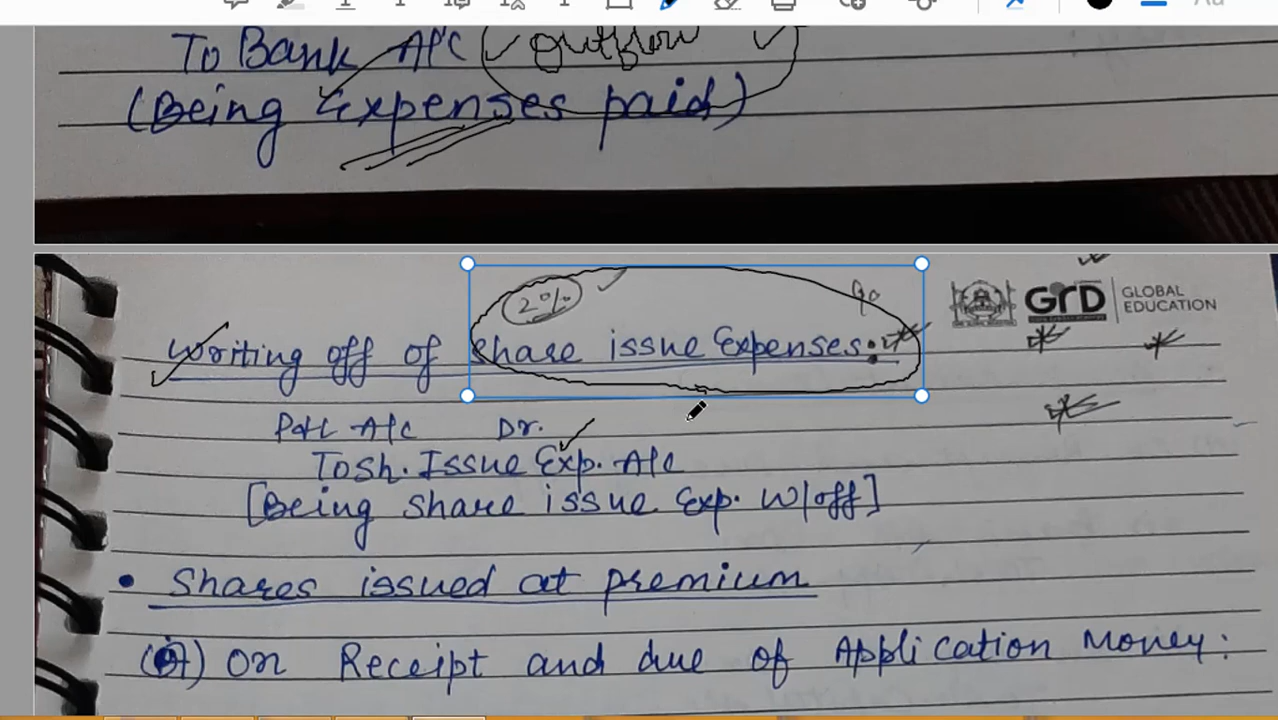 To Bank A/C (Outflow)
(Being Expenses paid)
2%
GrD GLOBAL EDUCATION
Writing off of share issue Expenses:
P&L A/C Dr.
To Sh. Issue Exp. A/C
[Being share issue Exp. W/off]
• Shares issued at premium
On Receipt and due of Application Money: